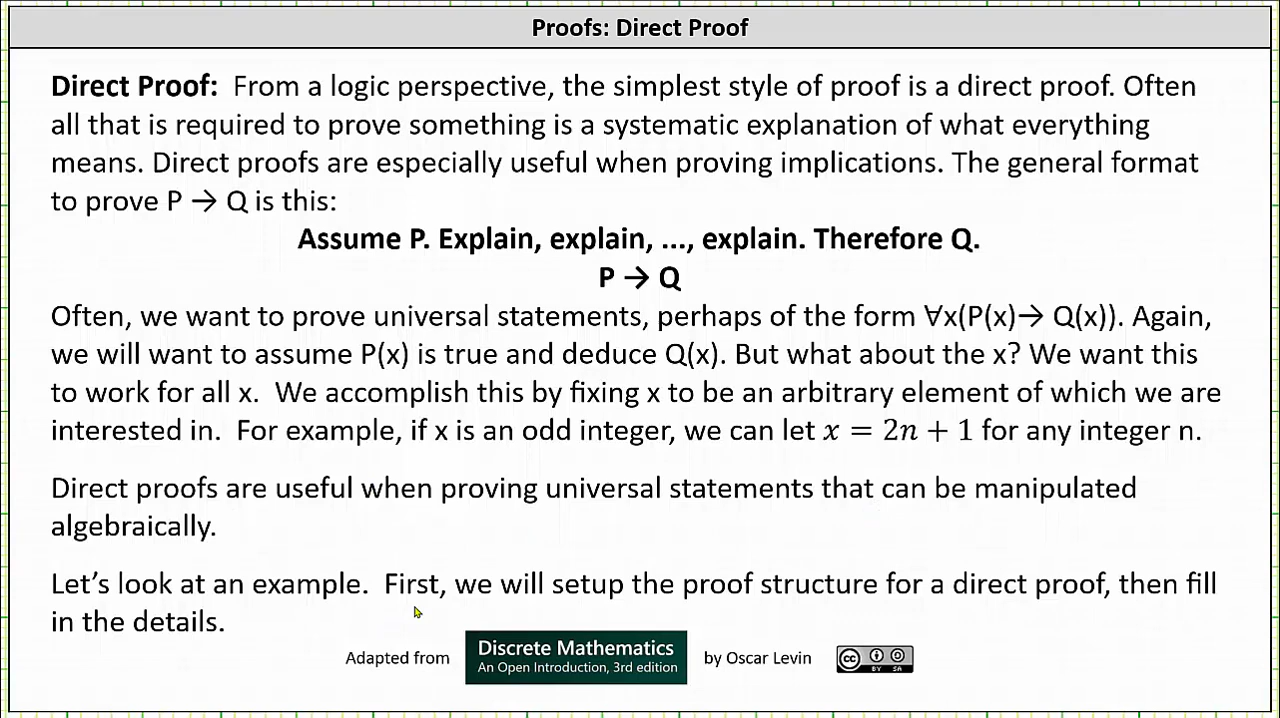 Proofs: Direct Proof
Direct Proof:  From a logic perspective, the simplest style of proof is a direct proof. Often
all that is required to prove something is a systematic explanation of what everything
means. Direct proofs are especially useful when proving implications. The general format
to prove P → Q is this:
Assume P. Explain, explain, ..., explain. Therefore Q.
P → Q
Often, we want to prove universal statements, perhaps of the form ∀x(P(x)→ Q(x)). Again,
we will want to assume P(x) is true and deduce Q(x). But what about the x? We want this
to work for all x.  We accomplish this by fixing x to be an arbitrary element of which we are
interested in.  For example, if x is an odd integer, we can let 𝑥 = 2𝑛 + 1 for any integer n.
Direct proofs are useful when proving universal statements that can be manipulated
algebraically.
Let’s look at an example.  First, we will setup the proof structure for a direct proof, then fill
in the details.
Adapted from
Discrete Mathematics
An Open Introduction, 3rd edition
by Oscar Levin
CC
BY SA